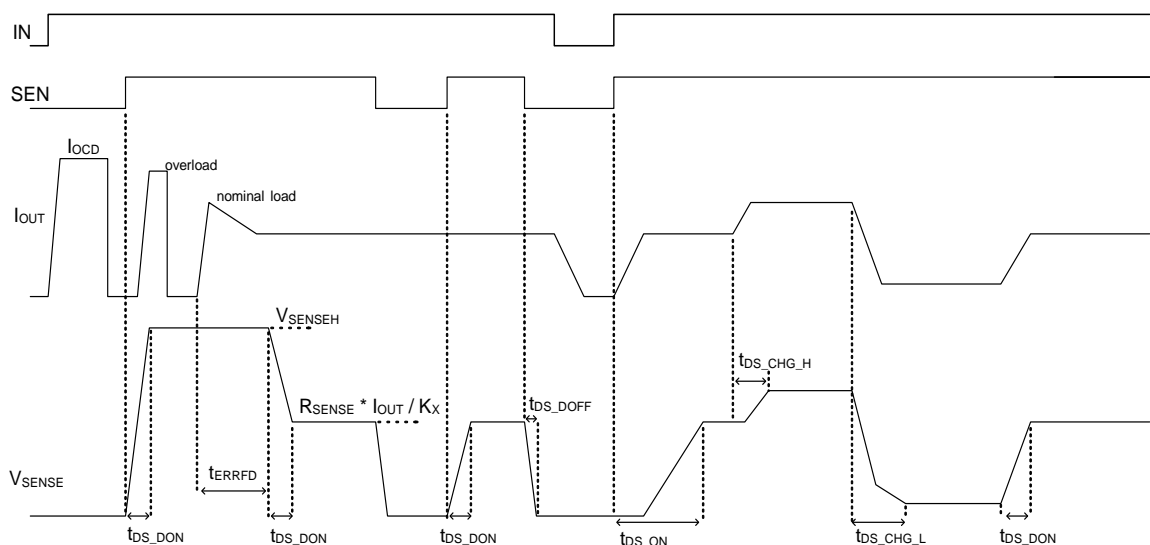 IN
SEN
IOCD
overload
nominal load
IOUT
VSENSEH
tDS_CHG_H
RSENSE * IOUT / KX
tDS_DOFF
tERRFD
VSENSE
tDS_DON
tDS_DON
tDS_DON
tDS_ON
tDS_CHG_L
tDS_DON